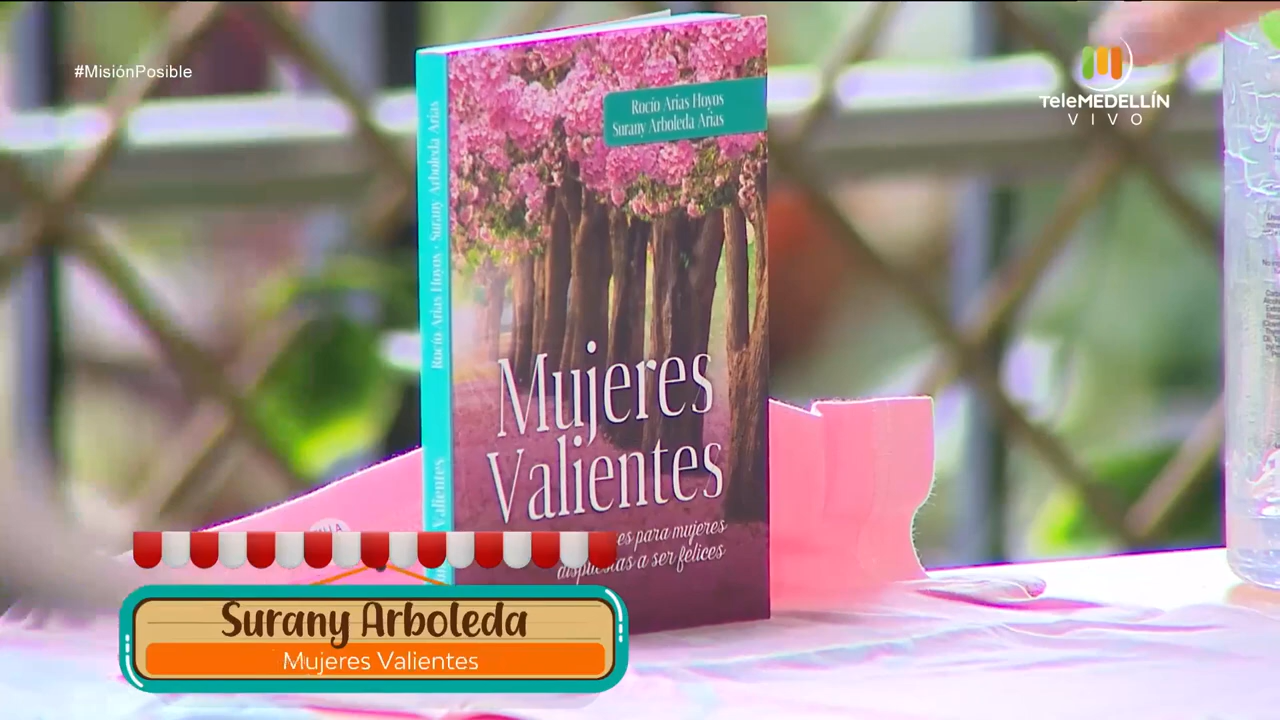 #MisiónPosible
TeleMEDELLÍN
VIVO
Rocío Arias Hoyos
Surany Arboleda Arias
Rocío Arias Hoyos · Surany Arboleda Arias
Valientes
Mujeres
Valientes
para mujeres
a ser felices
Surany Arboleda
Mujeres Valientes